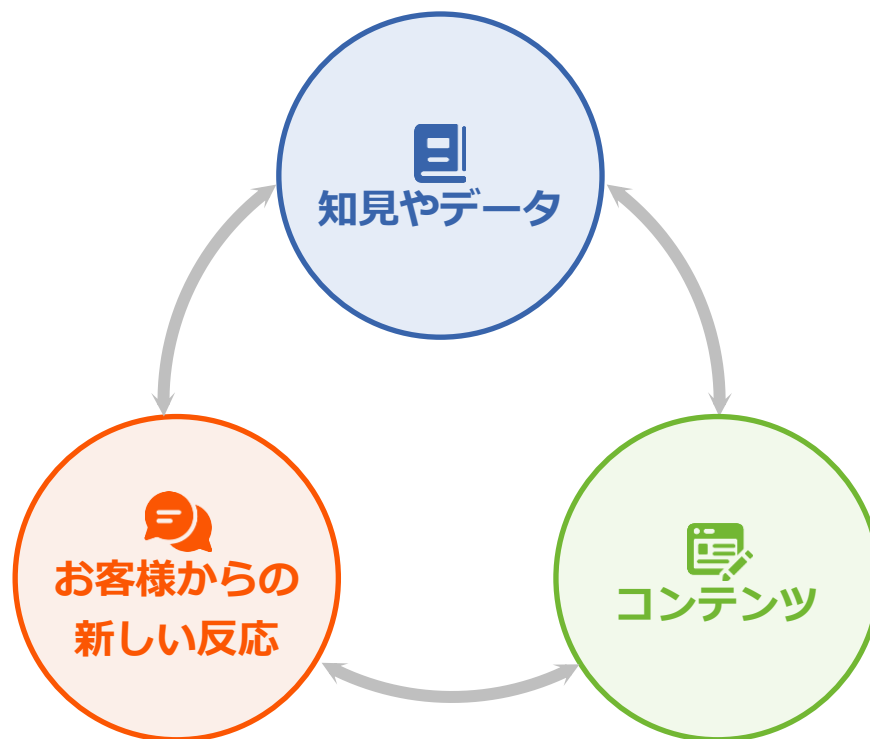 知見やデータ
お客様からの
新しい反応
コンテンツ